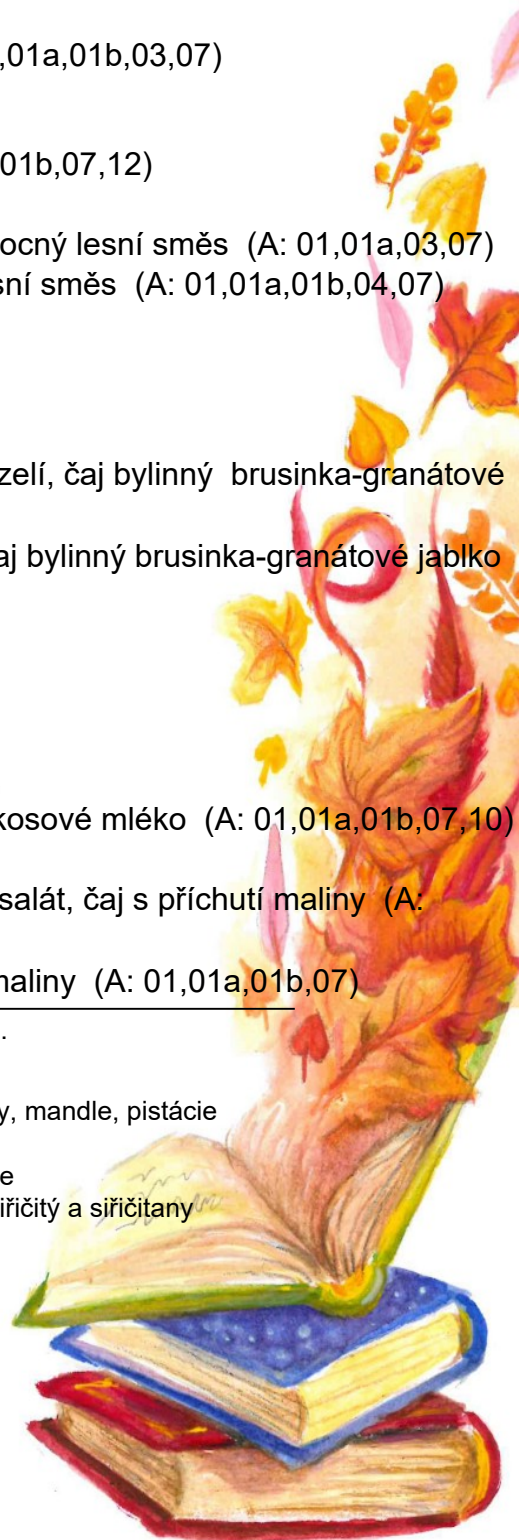 ,01a,01b,03,07)
01b,07,12)
ocný lesní směs (A: 01,01a,03,07)
sní směs (A: 01,01a,01b,04,07)
zelí, čaj bylinný brusinka-granátové
aj bylinný brusinka-granátové jablko
kosové mléko (A: 01,01a,01b,07,10)
salát, čaj s příchutí maliny (A:
maliny (A: 01,01a,01b,07)
.
y, mandle, pistácie
e
iřičitý a siřičitany